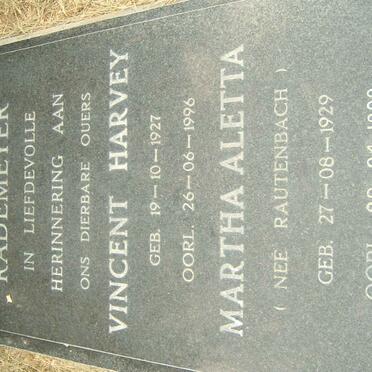 RADEMEYER
IN LIEFDEVOLLE
HERINNERING AAN
ONS DIERBARE OUERS
VINCENT HARVEY
GEB. 19-10-1927
OORL. 26-06-1996
MARTHA ALETTA
( NEE RAUTENBACH )
GEB. 27-08-1929
OORL.